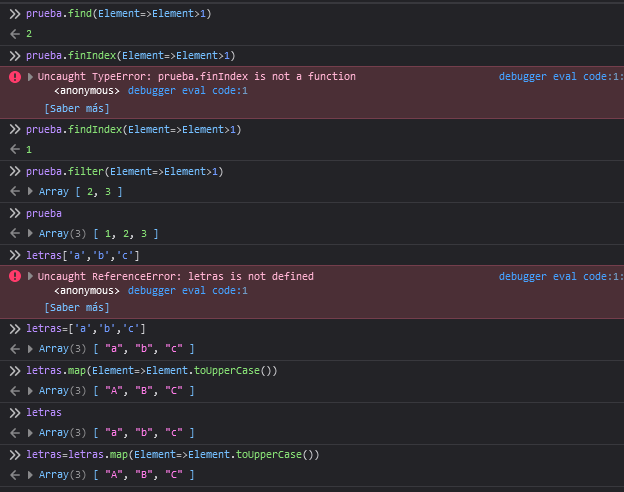 prueba.find(Element=>Element>1)
2
prueba.finIndex(Element=>Element>1)
Uncaught TypeError: prueba.finIndex is not a function debugger eval code:1:
<anonymous> debugger eval code:1
[Saber más]
prueba.findIndex(Element=>Element>1)
1
prueba.filter(Element=>Element>1)
Array [ 2, 3 ]
prueba
Array(3) [ 1, 2, 3 ]
letras['a','b','c']
Uncaught ReferenceError: letras is not defined debugger eval code:1:
<anonymous> debugger eval code:1
[Saber más]
letras=['a','b','c']
Array(3) [ "a", "b", "c" ]
letras.map(Element=>Element.toUpperCase())
Array(3) [ "A", "B", "C" ]
letras
Array(3) [ "a", "b", "c" ]
letras=letras.map(Element=>Element.toUpperCase())
Array(3) [ "A", "B", "C" ]